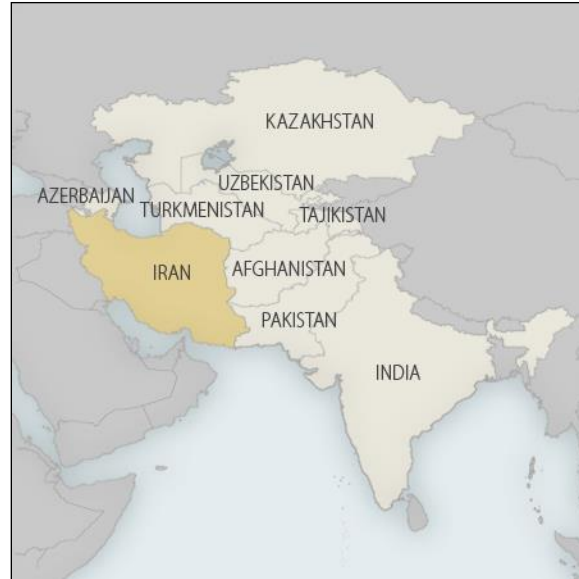 KAZAKHSTAN
UZBEKISTAN
AZERBAIJAN
TURKMENISTAN
TAJIKISTAN
IRAN
AFGHANISTAN
PAKISTAN
INDIA